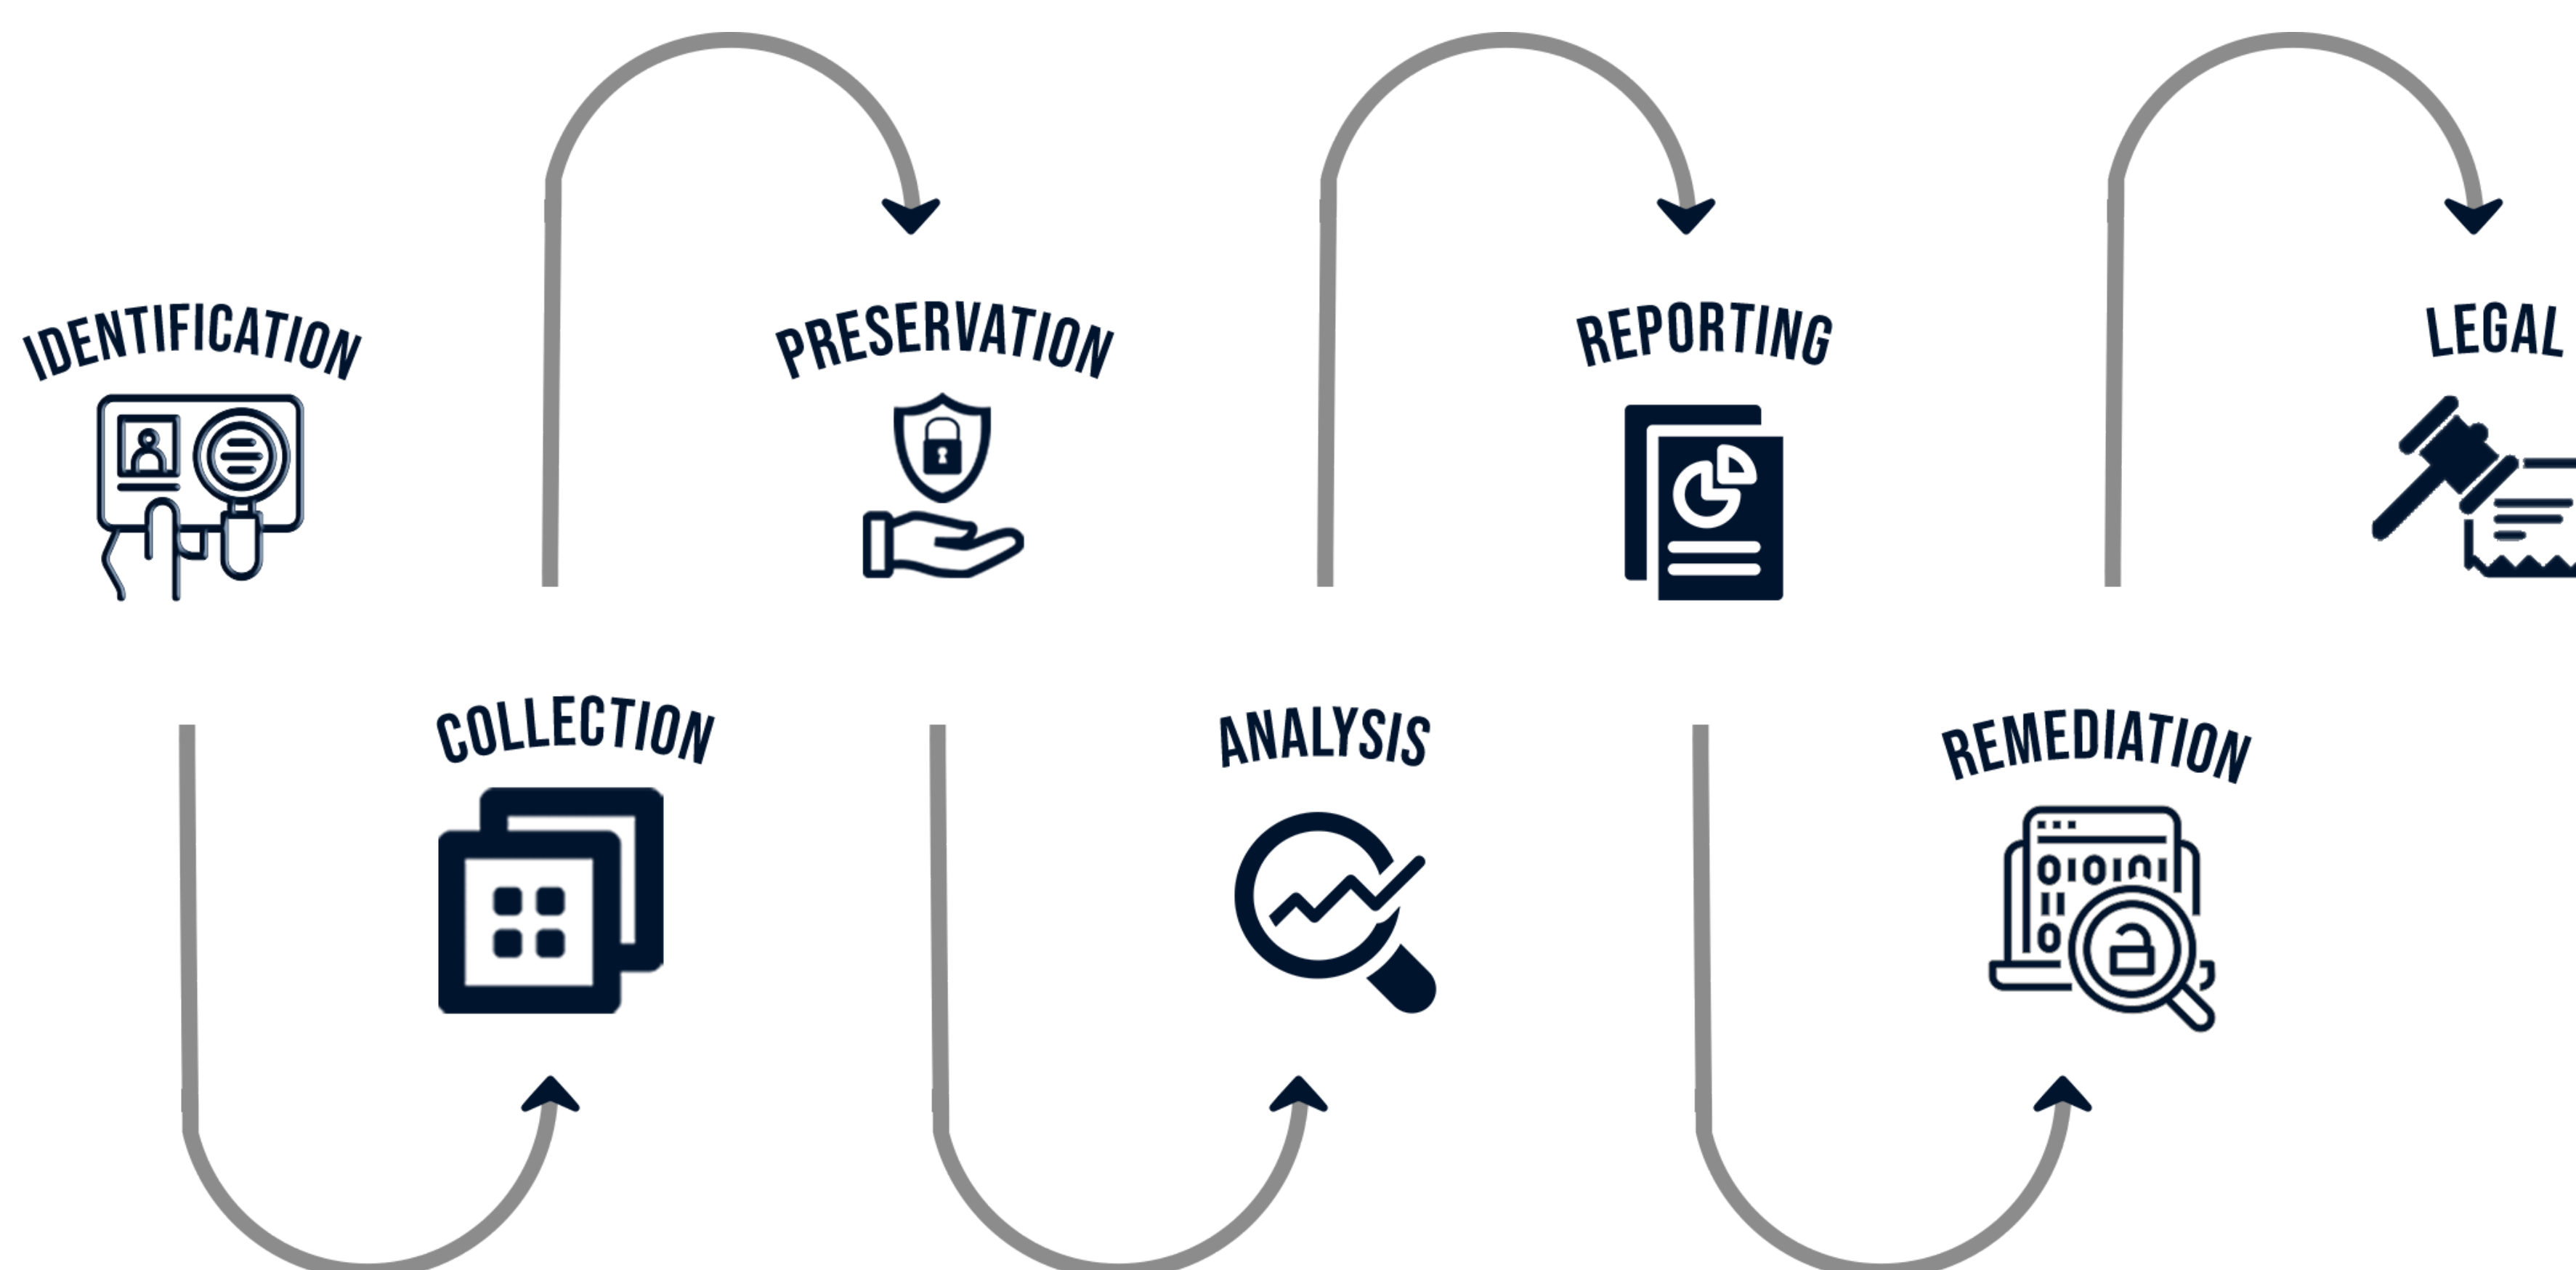 IDENTIFICATION
PRESERVATION
REPORTING
LEGAL
COLLECTION
ANALYSIS
REMEDIATION